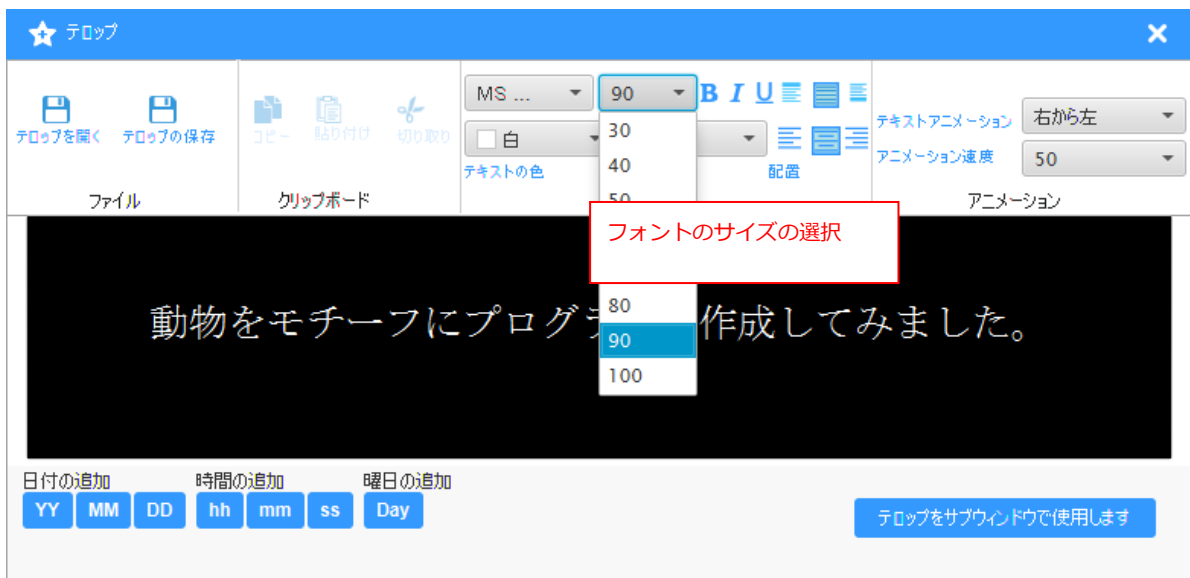 テロップ
MS ... 90 B I U
テロップを開く テロップの保存 コピー 貼り付け 切り取り
白
テキストの色 配置
テキストアニメーション 右から左
アニメーション速度 50
ファイル クリップボード アニメーション
30
40
50
フォントのサイズの選択
80
90
100
動物をモチーフにプログラ 作成してみました。
日付の追加 時間の追加 曜日の追加
YY MM DD hh mm ss Day
テロップをサブウィンドウで使用します